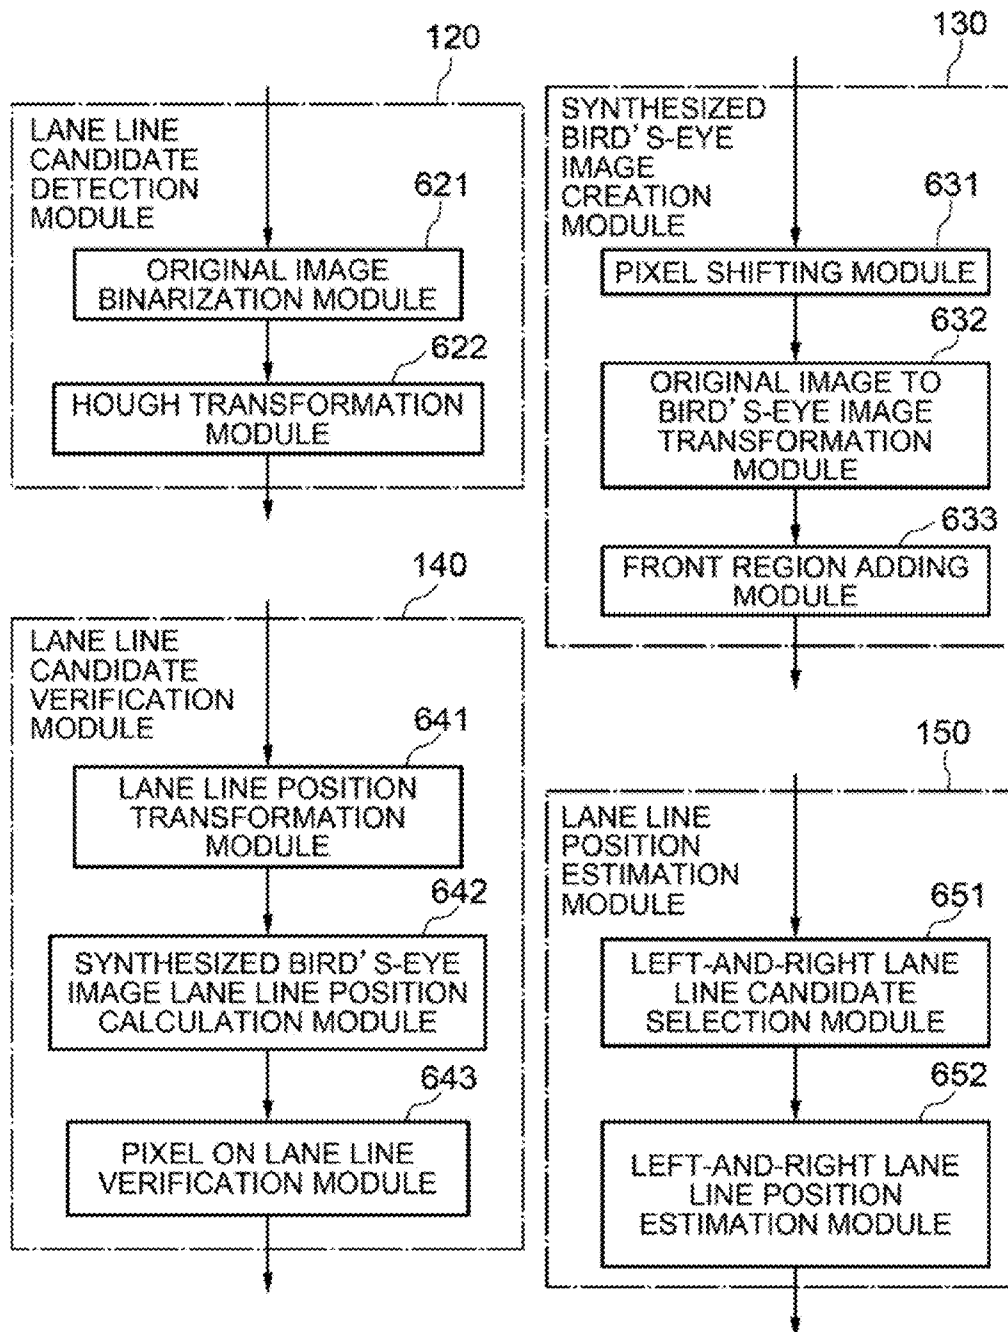 120
LANE LINE
CANDIDATE
DETECTION
MODULE
621
ORIGINAL IMAGE
BINARIZATION MODULE
622
HOUGH TRANSFORMATION
MODULE
130
SYNTHESIZED
BIRD'S-EYE
IMAGE
CREATION
MODULE
631
PIXEL SHIFTING MODULE
632
ORIGINAL IMAGE TO
BIRD'S-EYE IMAGE
TRANSFORMATION
MODULE
633
FRONT REGION ADDING
MODULE
140
LANE LINE
CANDIDATE
VERIFICATION
MODULE
641
LANE LINE POSITION
TRANSFORMATION
MODULE
642
SYNTHESIZED BIRD'S-EYE
IMAGE LANE LINE POSITION
CALCULATION MODULE
643
PIXEL ON LANE LINE
VERIFICATION MODULE
150
LANE LINE
POSITION
ESTIMATION
MODULE
651
LEFT-AND-RIGHT LANE
LINE CANDIDATE
SELECTION MODULE
652
LEFT-AND-RIGHT LANE
LINE POSITION
ESTIMATION MODULE